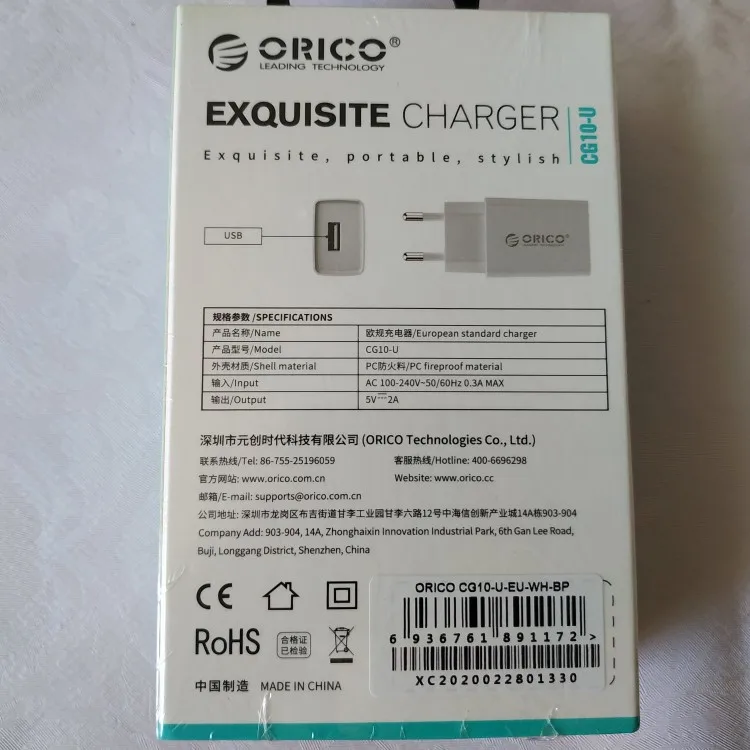 ORICO®
LEADING TECHNOLOGY
EXQUISITE CHARGER
CG10-U
Exquisite, portable, stylish
USB
ORICO®
规格参数 /SPECIFICATIONS
产品名称/Name 欧规充电器/European standard charger
产品型号/Model CG10-U
外壳材质/Shell material PC防火料/PC fireproof material
输入/Input AC 100-240V~50/60Hz 0.3A MAX
输出/Output 5V⎓2A
深圳市元创时代科技有限公司 (ORICO Technologies Co., Ltd.)
联系热线/Tel: 86-755-25196059 客服热线/Hotline: 400-6696298
官方网站: www.orico.com.cn Website: www.orico.cc
邮箱/E-mail: supports@orico.com.cn
公司地址: 深圳市龙岗区布吉街道甘李工业园甘李六路12号中海信创新产业城14A栋903-904
Company Add: 903-904, 14A, Zhonghaixin Innovation Industrial Park, 6th Gan Lee Road,
Buji, Longgang District, Shenzhen, China
CE
RoHS
合格证
已检验
中国制造 MADE IN CHINA
ORICO CG10-U-EU-WH-BP
6 936761 891172 >
XC2020022801330